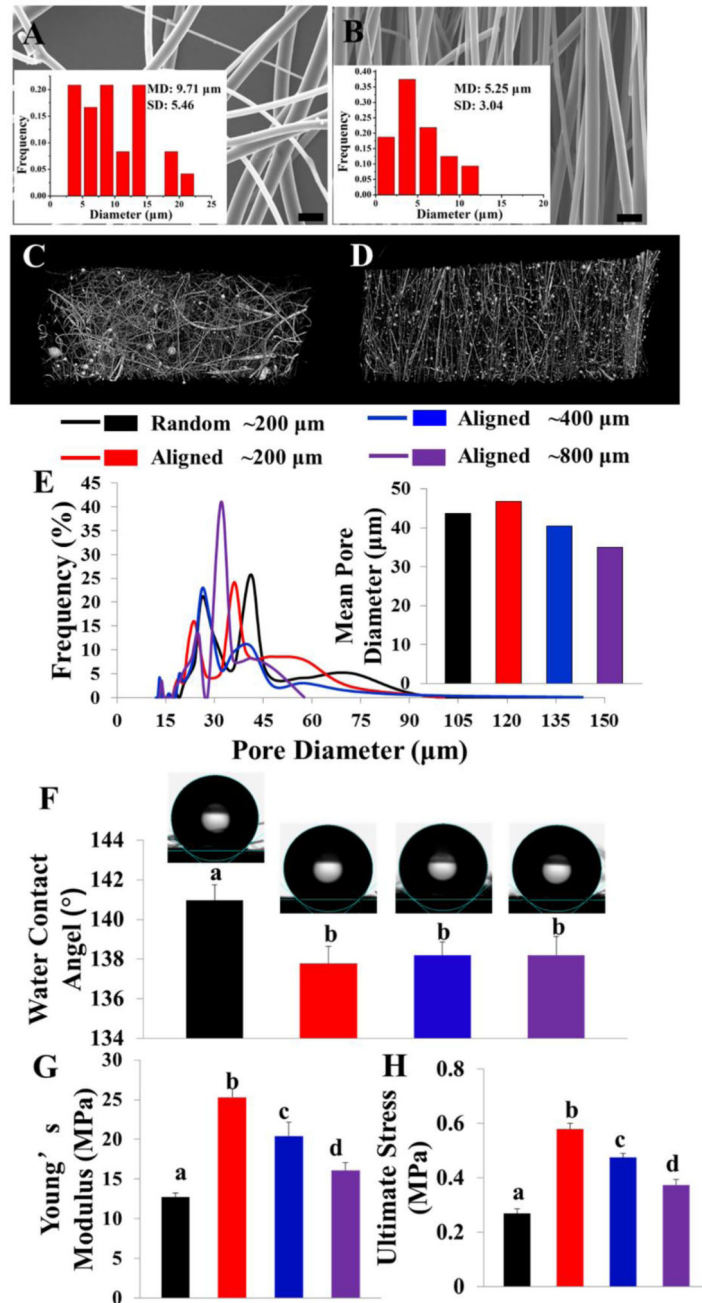 A
MD: 9.71 µm
SD: 5.46
Frequency
0.20
0.15
0.10
0.05
0.00
0 5 10 15 20 25
Diameter (µm)
B
MD: 5.25 µm
SD: 3.04
Frequency
0.40
0.35
0.30
0.25
0.20
0.15
0.10
0.05
0.00
0 5 10 15 20
Diameter (µm)
C
D
Random ~200 µm
Aligned ~400 µm
Aligned ~200 µm
Aligned ~800 µm
E
Frequency (%)
45
40
35
30
25
20
15
10
5
0
0 15 30 45 60 75 90 105 120 135 150
Pore Diameter (µm)
Mean Pore
Diameter (µm)
50
40
30
20
10
0
F
Water Contact
Angel (°)
144
142
140
138
136
134
a
b
b
b
G
Young’s
Modulus (MPa)
30
25
20
15
10
5
0
a
b
c
d
H
Ultimate Stress
(MPa)
0.8
0.6
0.4
0.2
0
a
b
c
d